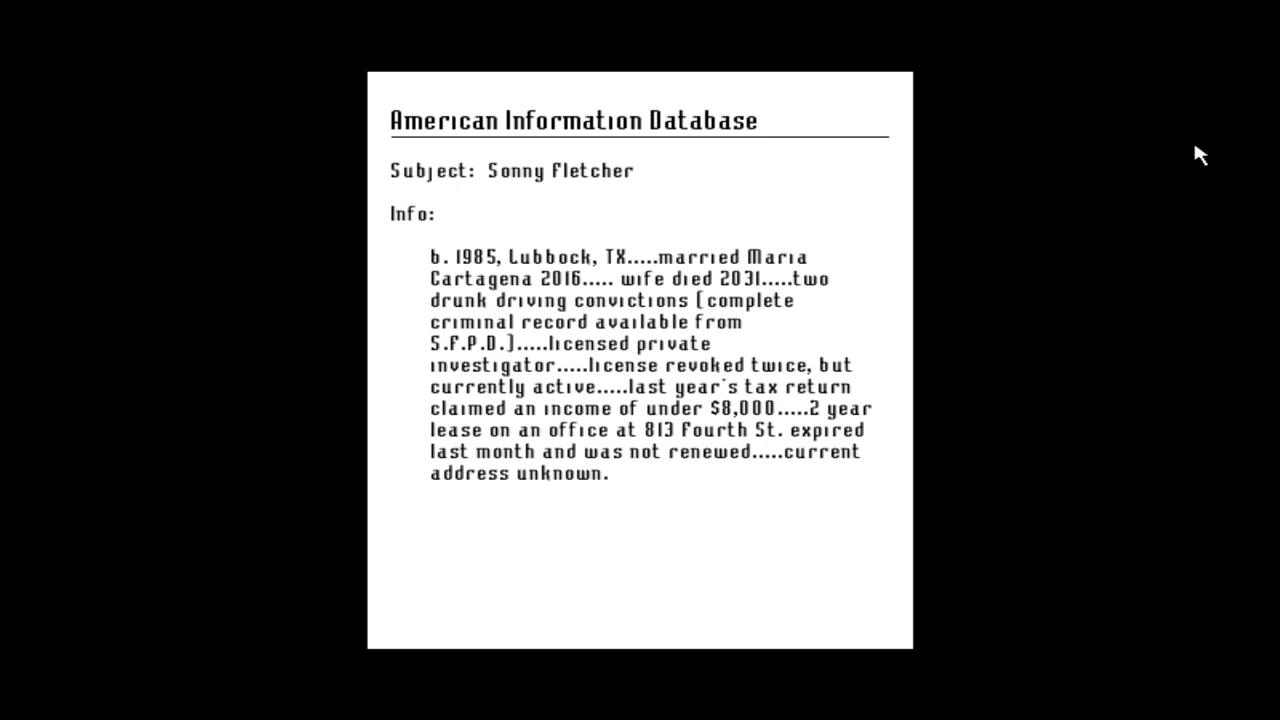 American Information Database
Subject: Sonny Fletcher
Info:
b. 1985, Lubbock, TX.....married Maria
Cartagena 2016..... wife died 2031.....two
drunk driving convictions (complete
criminal record available from
S.F.P.D.).....licensed private
investigator.....license revoked twice, but
currently active.....last year's tax return
claimed an income of under $8,000.....2 year
lease on an office at 813 Fourth St. expired
last month and was not renewed.....current
address unknown.